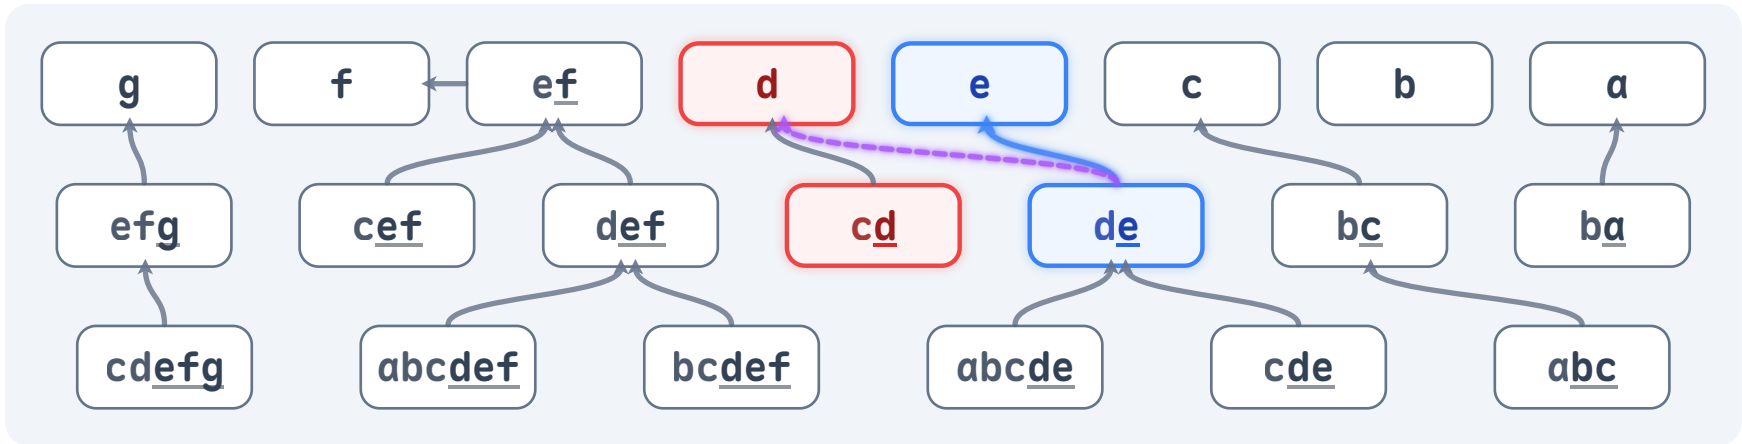 g f ef d e c b a
efg cef def cd de bc ba
cdefg abcdef bcdef abcde cde abc